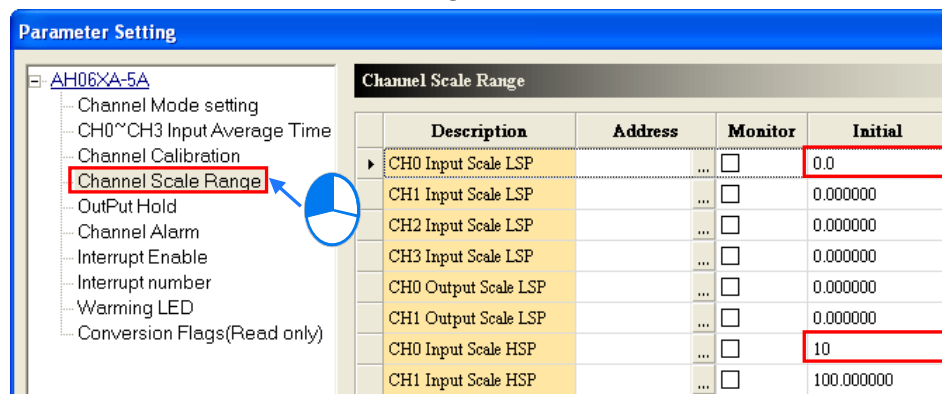 Parameter Setting
AH06XA-5A
Channel Mode setting
CH0~CH3 Input Average Time
Channel Calibration
Channel Scale Range
OutPut Hold
Channel Alarm
Interrupt Enable
Interrupt number
Warming LED
Conversion Flags(Read only)
Channel Scale Range
Description Address Monitor Initial
CH0 Input Scale LSP ... 0.0
CH1 Input Scale LSP ... 0.000000
CH2 Input Scale LSP ... 0.000000
CH3 Input Scale LSP ... 0.000000
CH0 Output Scale LSP ... 0.000000
CH1 Output Scale LSP ... 0.000000
CH0 Input Scale HSP ... 10
CH1 Input Scale HSP ... 100.000000